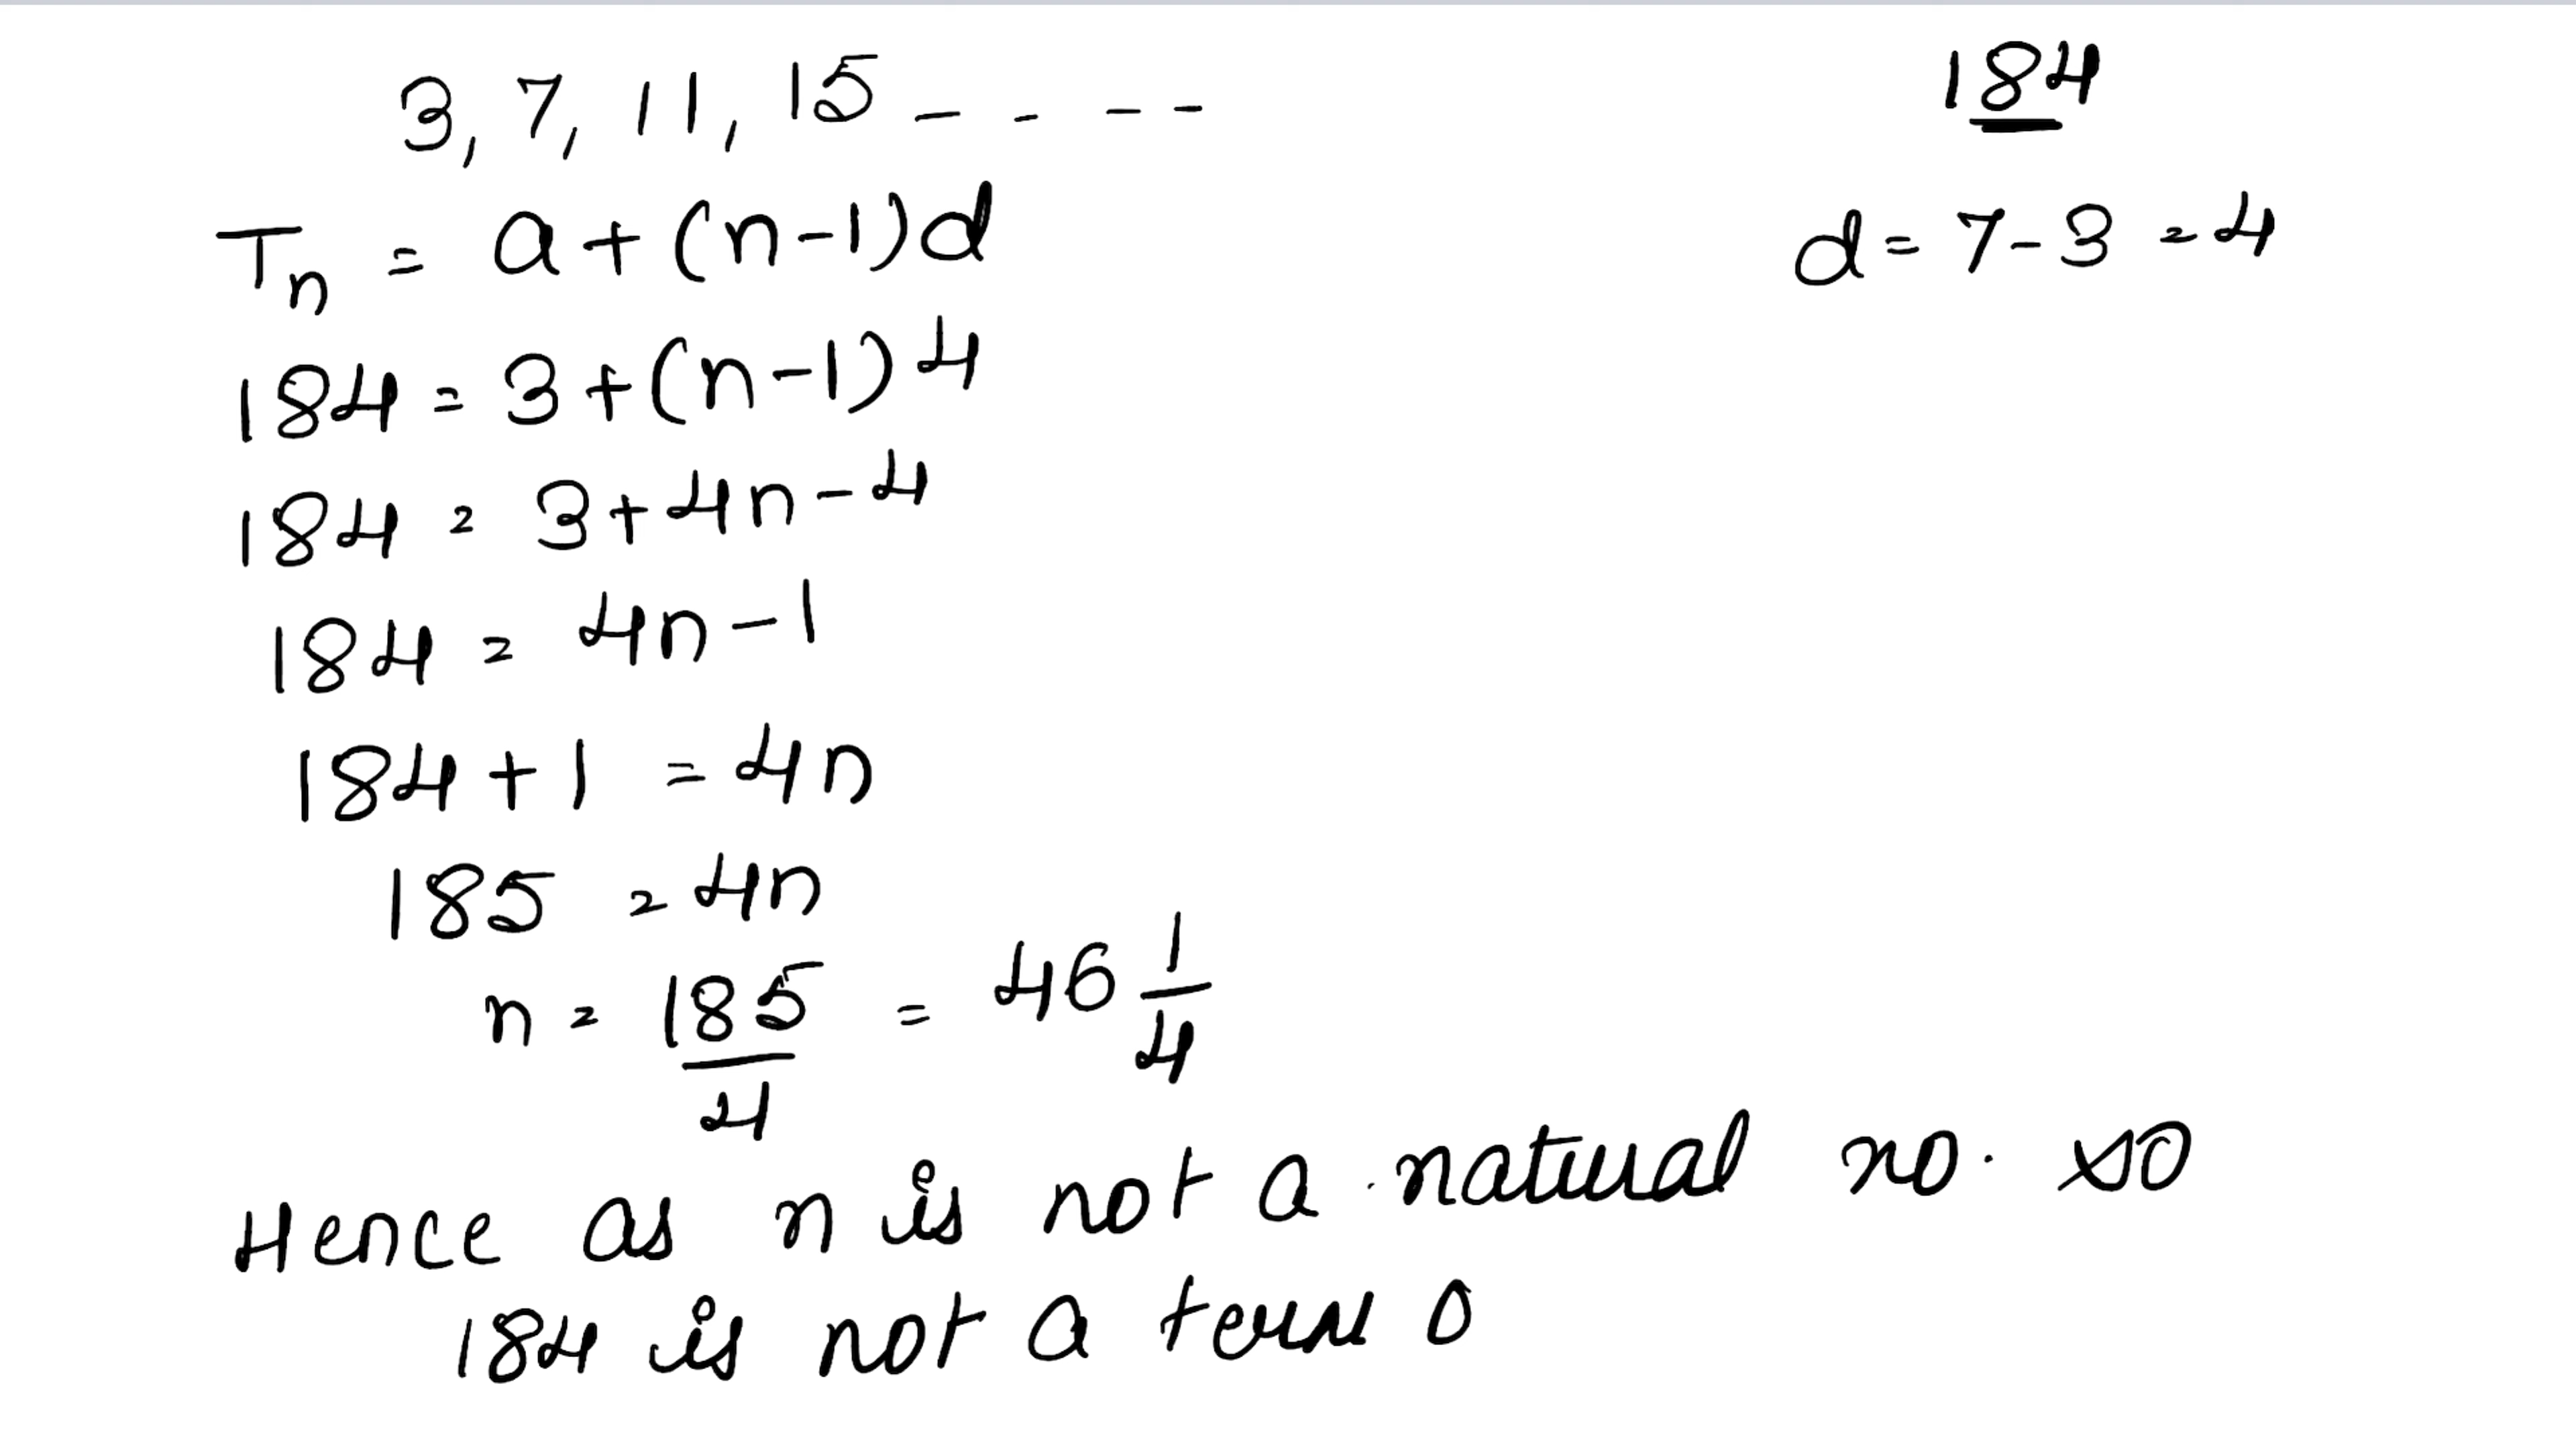 3, 7, 11, 15 - - - -
184
Tn = a + (n-1)d
d = 7-3 = 4
184 = 3 + (n-1) 4
184 = 3 + 4n - 4
184 = 4n - 1
184 + 1 = 4n
185 = 4n
n = 185/4 = 46 1/4
Hence as n is not a natural no. so
184 is not a term o